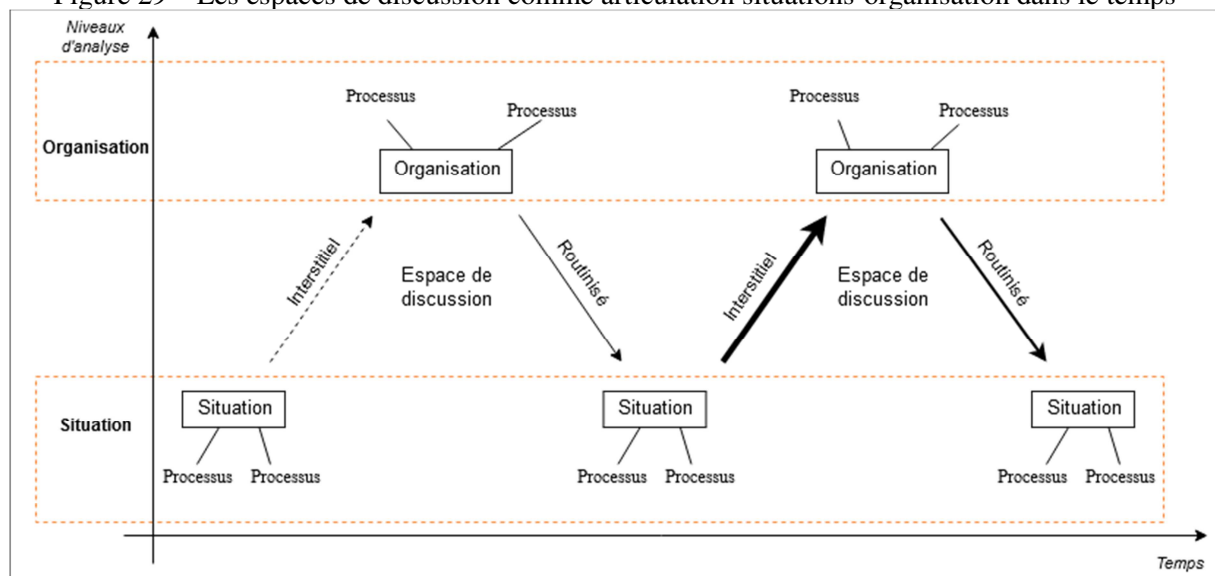 Figure 29 – Les espaces de discussion comme articulation situations-organisation dans le temps
Niveaux
d'analyse
Processus
Processus
Processus
Processus
Organisation
Organisation
Organisation
Interstitiel
Espace de
discussion
Routinisé
Interstitiel
Espace de
discussion
Routinisé
Situation
Situation
Situation
Situation
Processus
Processus
Processus
Processus
Processus
Processus
Temps